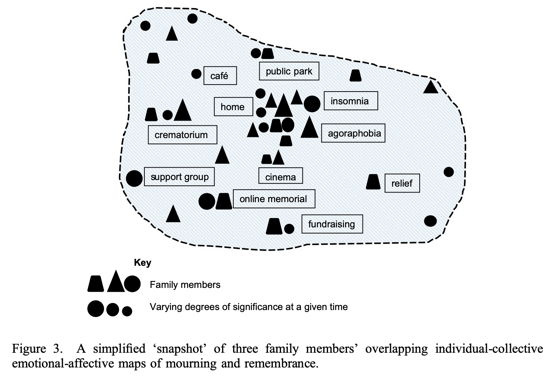 public park
café
home
insomnia
crematorium
agoraphobia
cinema
support group
relief
online memorial
fundraising
Key
Family members
Varying degrees of significance at a given time
Figure 3. A simplified ‘snapshot’ of three family members’ overlapping individual-collective
emotional-affective maps of mourning and remembrance.